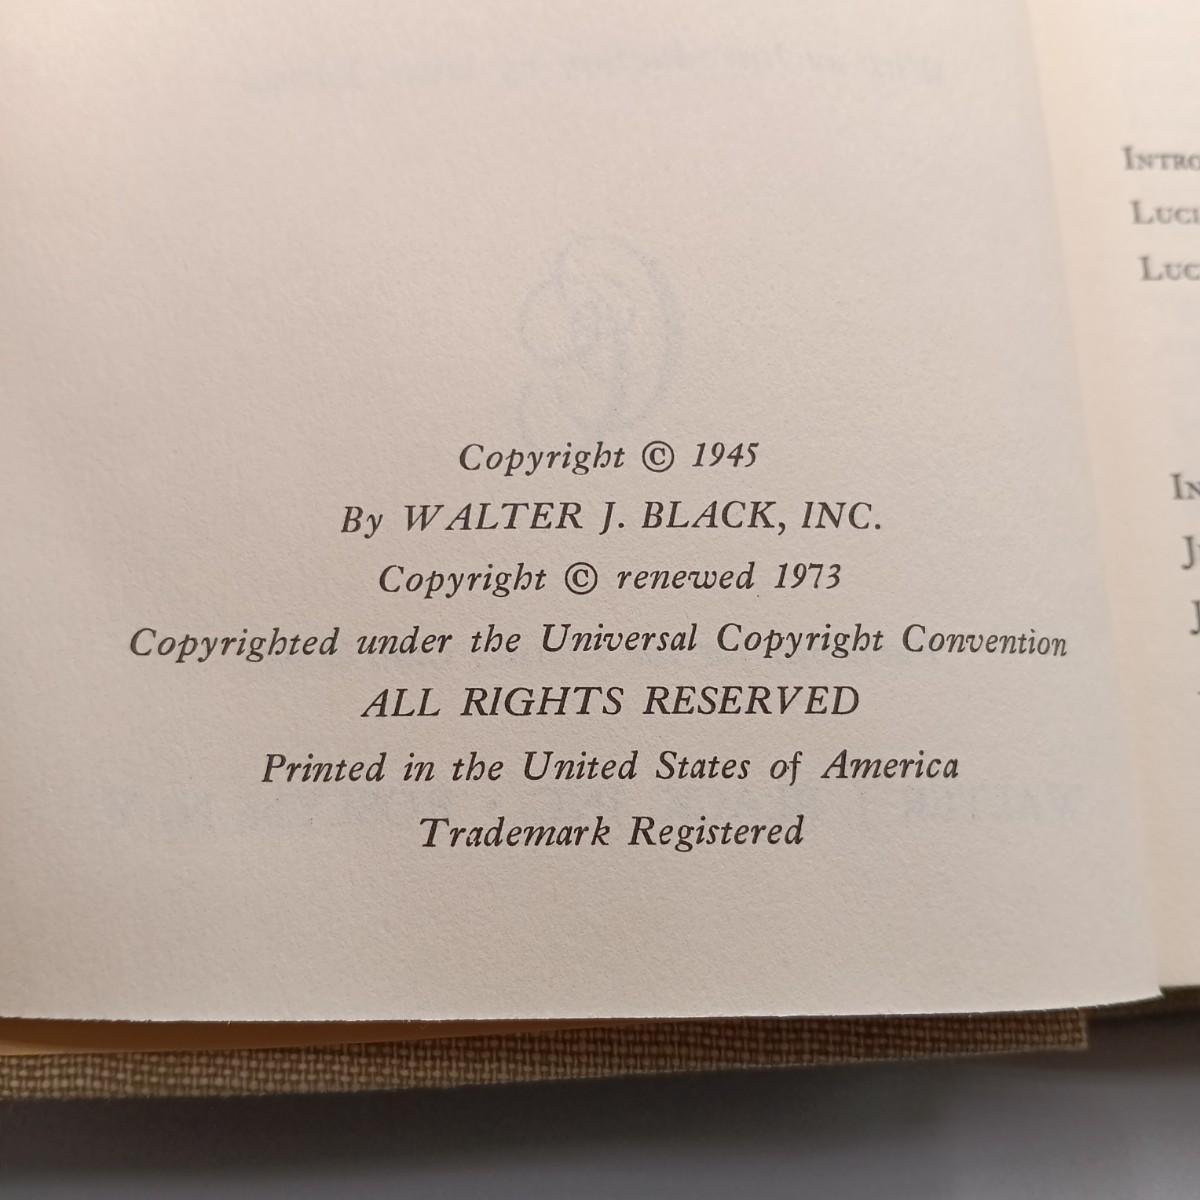 Copyright © 1945
By WALTER J. BLACK, INC.
Copyright © renewed 1973
Copyrighted under the Universal Copyright Convention
ALL RIGHTS RESERVED
Printed in the United States of America
Trademark Registered